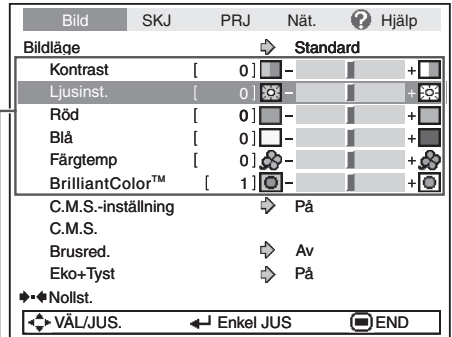 Bild SKJ PRJ Nät. ? Hjälp
Bildläge Standard
Kontrast [ 0] - +
Ljusinst. [ 0] - +
Röd [ 0] - +
Blå [ 0] - +
Färgtemp [ 0] - +
BrilliantColor™ [ 1] - +
C.M.S.-inställning På
C.M.S.
Brusred. Av
Eko+Tyst På
Nollst.
VÄL/JUS. Enkel JUS END